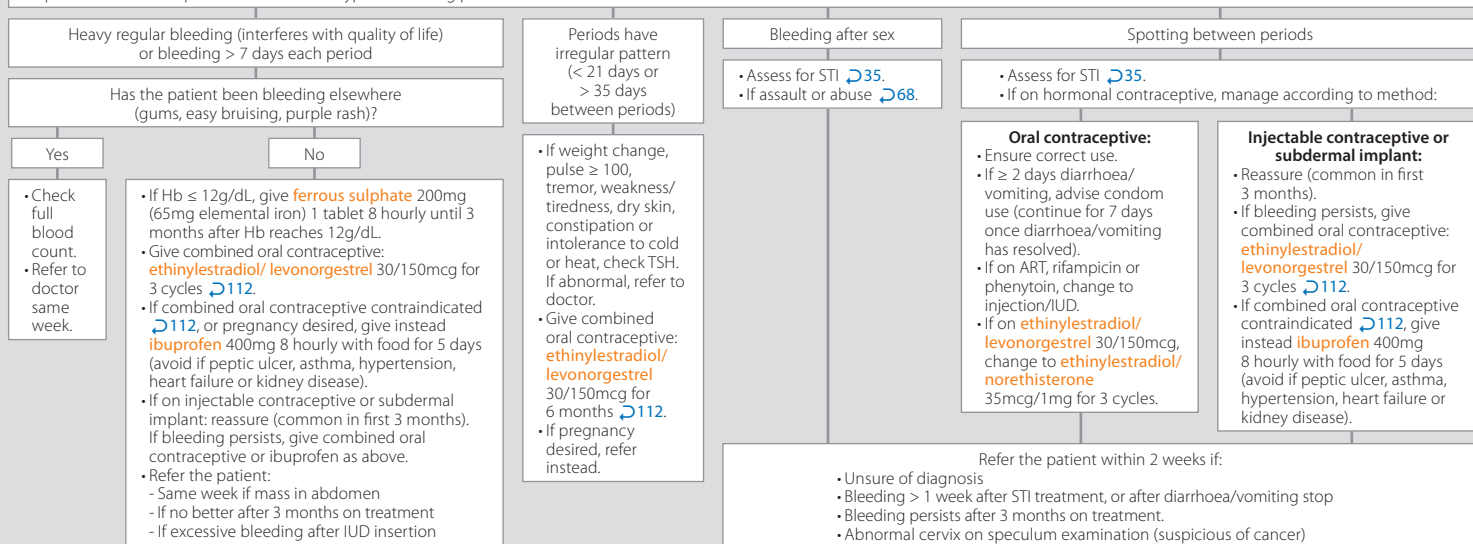 Heavy regular bleeding (interferes with quality of life)
or bleeding > 7 days each period
Has the patient been bleeding elsewhere
(gums, easy bruising, purple rash)?
Yes
No
• Check
full
blood
count.
• Refer to
doctor
same
week.
• If Hb ≤ 12g/dL, give ferrous sulphate 200mg
(65mg elemental iron) 1 tablet 8 hourly until 3
months after Hb reaches 12g/dL.
• Give combined oral contraceptive:
ethinylestradiol/ levonorgestrel 30/150mcg for
3 cycles ⮌112.
• If combined oral contraceptive contraindicated
⮌112, or pregnancy desired, give instead
ibuprofen 400mg 8 hourly with food for 5 days
(avoid if peptic ulcer, asthma, hypertension,
heart failure or kidney disease).
• If on injectable contraceptive or subdermal
implant: reassure (common in first 3 months).
If bleeding persists, give combined oral
contraceptive or ibuprofen as above.
• Refer the patient:
- Same week if mass in abdomen
- If no better after 3 months on treatment
- If excessive bleeding after IUD insertion
Periods have
irregular pattern
(< 21 days or
> 35 days
between periods)
• If weight change,
pulse ≥ 100,
tremor, weakness/
tiredness, dry skin,
constipation or
intolerance to cold
or heat, check TSH.
If abnormal, refer to
doctor.
• Give combined
oral contraceptive:
ethinylestradiol/
levonorgestrel
30/150mcg for
6 months ⮌112.
• If pregnancy
desired, refer
instead.
Bleeding after sex
• Assess for STI ⮌35.
• If assault or abuse ⮌68.
Spotting between periods
• Assess for STI ⮌35.
• If on hormonal contraceptive, manage according to method:
Oral contraceptive:
• Ensure correct use.
• If ≥ 2 days diarrhoea/
vomiting, advise condom
use (continue for 7 days
once diarrhoea/vomiting
has resolved).
• If on ART, rifampicin or
phenytoin, change to
injection/IUD.
• If on ethinylestradiol/
levonorgestrel 30/150mcg,
change to ethinylestradiol/
norethisterone
35mcg/1mg for 3 cycles.
Injectable contraceptive or
subdermal implant:
• Reassure (common in first
3 months).
• If bleeding persists, give
combined oral contraceptive:
ethinylestradiol/
levonorgestrel 30/150mcg for
3 cycles ⮌112.
• If combined oral contraceptive
contraindicated ⮌112, give
instead ibuprofen 400mg
8 hourly with food for 5 days
(avoid if peptic ulcer, asthma,
hypertension, heart failure or
kidney disease).
Refer the patient within 2 weeks if:
• Unsure of diagnosis
• Bleeding > 1 week after STI treatment, or after diarrhoea/vomiting stop
• Bleeding persists after 3 months on treatment.
• Abnormal cervix on speculum examination (suspicious of cancer)